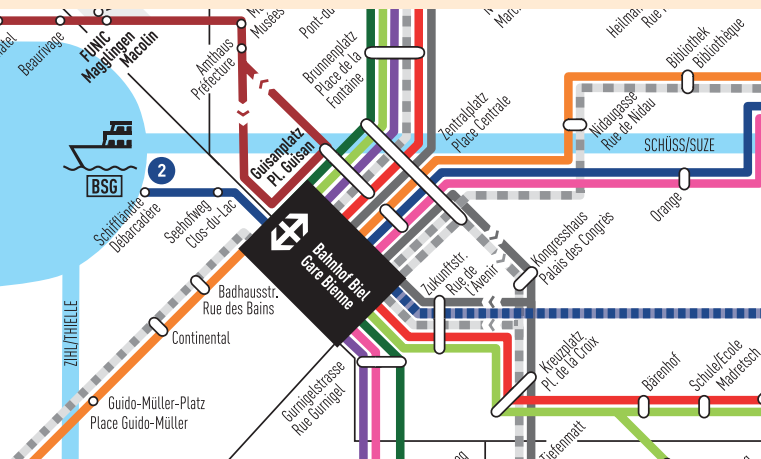 Beaurivage
FUNIC
Magglingen
Macolin
Musées
Amthaus
Préfecture
Brunnenplatz
Place de la
Fontaine
Zentralplatz
Place Centrale
Bibliothek
Bibliothèque
Nidaugasse
Rue de Nidau
SCHÜSS/SUZE
Guisanplatz
Pl. Guisan
BSG
2
Schifflände
Débarcadère
Seehofweg
Clos-du-Lac
Orange
Bahnhof Biel
Gare Bienne
Kongresshaus
Palais des Congrès
Zukunftstr.
Rue de
l'Avenir
Badhausstr.
Rue des Bains
ZIHL/THIELLE
Continental
Guido-Müller-Platz
Place Guido-Müller
Gurnigelstrasse
Rue Gurnigel
Kreuzplatz
Pl. de la Croix
Bärenhof
Schule/Ecole
Madretsch
Tiefenmatt